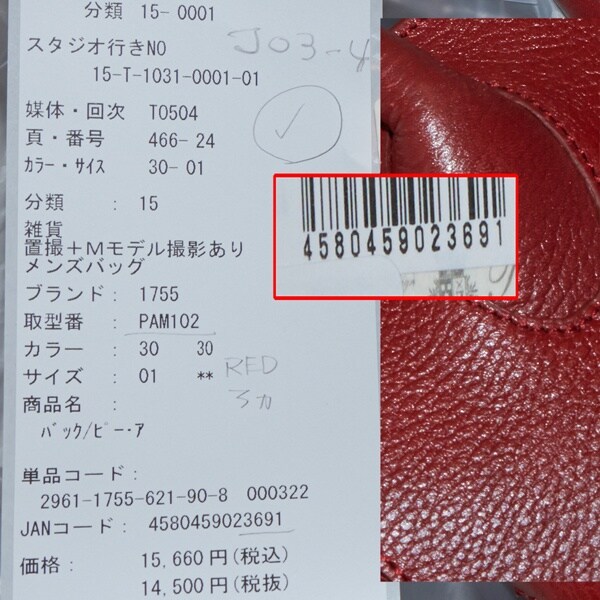 分類 15-0001
スタジオ行きNO J03-4
15-T-1031-0001-01
媒体・回次 T0504
頁・番号 466-24
ｶﾗｰ・ｻｲｽﾞ 30-01
分類 : 15
雑貨
置撮+Mモデル撮影あり
メンズバッグ
ブランド: 1755
取型番 : PAM102
カラー : 30 30
サイズ : 01 ** RED
商品名 :
ﾊﾞｯｸ/ﾋﾟｰ・ｱ
単品コード:
2961-1755-621-90-8 000322
JANコード: 4580459023691
価格: 15,660円(税込)
14,500円(税抜)
4580459023691